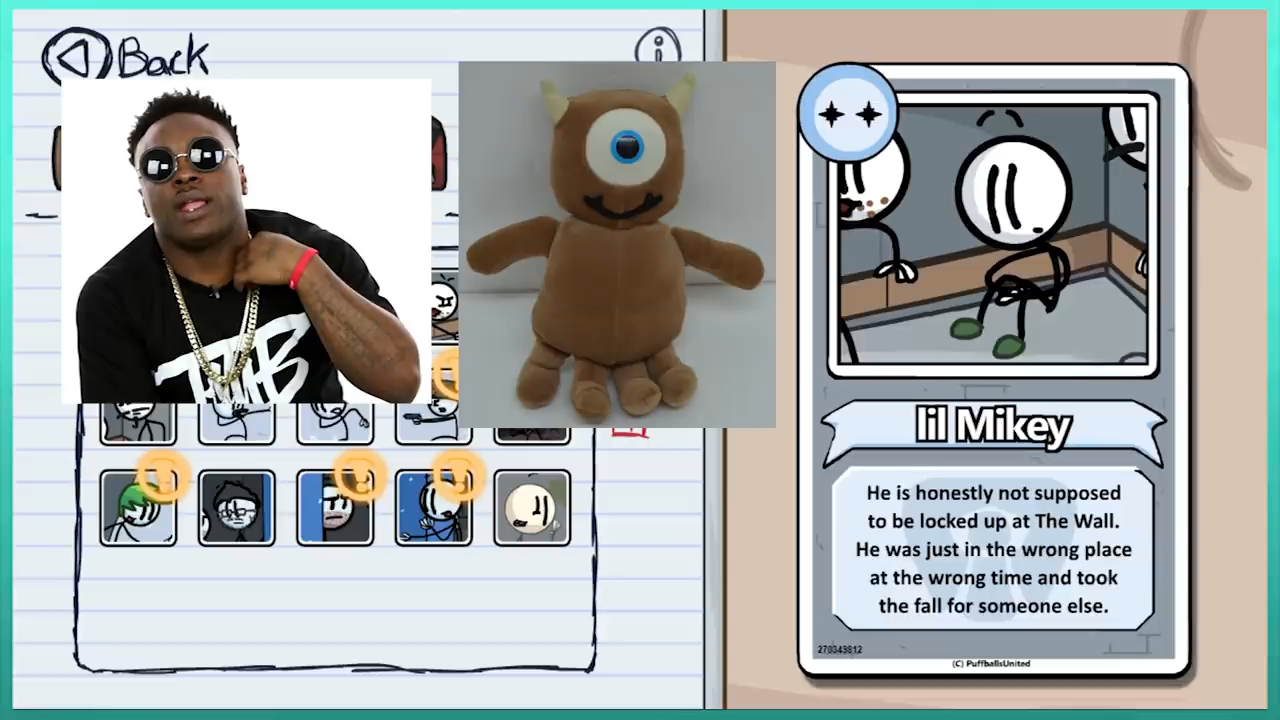 Back
i
lil Mikey
He is honestly not supposed
to be locked up at The Wall.
He was just in the wrong place
at the wrong time and took
the fall for someone else.
270349812
(C) PuffballsUnited